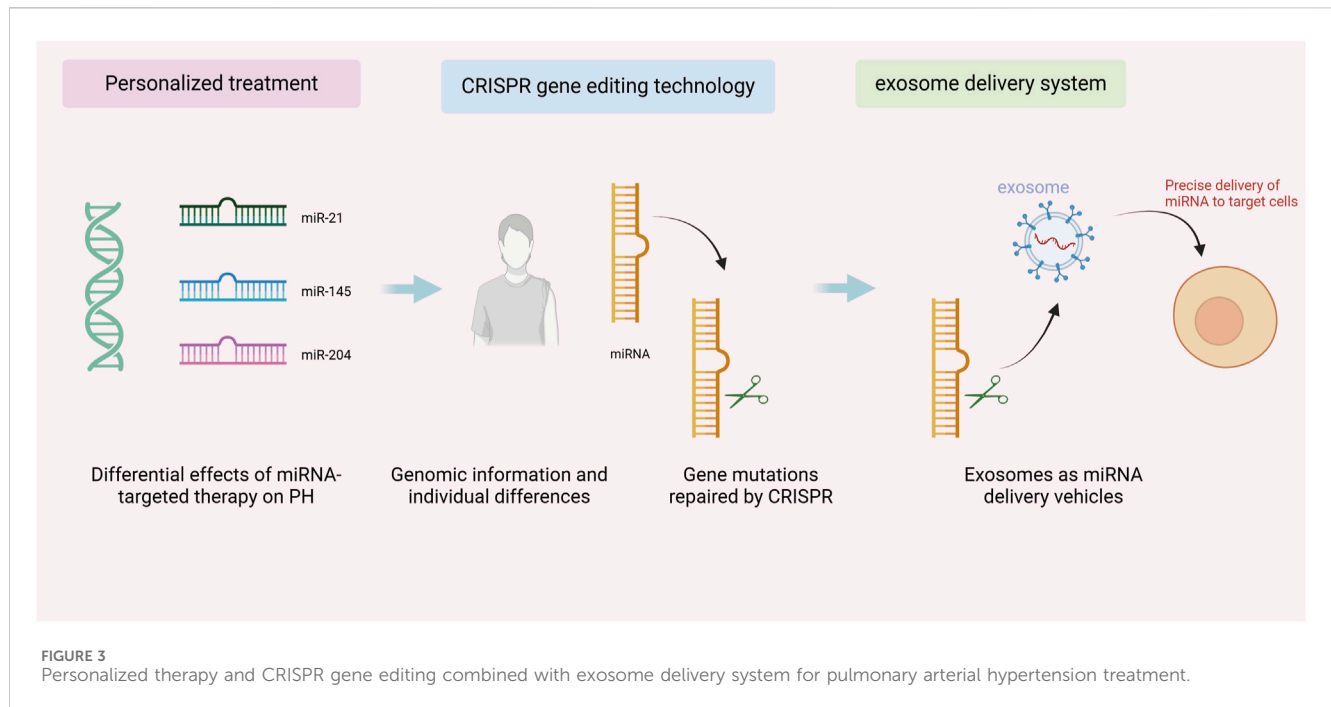 Personalized treatment
CRISPR gene editing technology
exosome delivery system
miR-21
miR-145
miR-204
miRNA
exosome
Precise delivery of
miRNA to target cells
Differential effects of miRNA-
targeted therapy on PH
Genomic information and
individual differences
Gene mutations
repaired by CRISPR
Exosomes as miRNA
delivery vehicles
FIGURE 3
Personalized therapy and CRISPR gene editing combined with exosome delivery system for pulmonary arterial hypertension treatment.